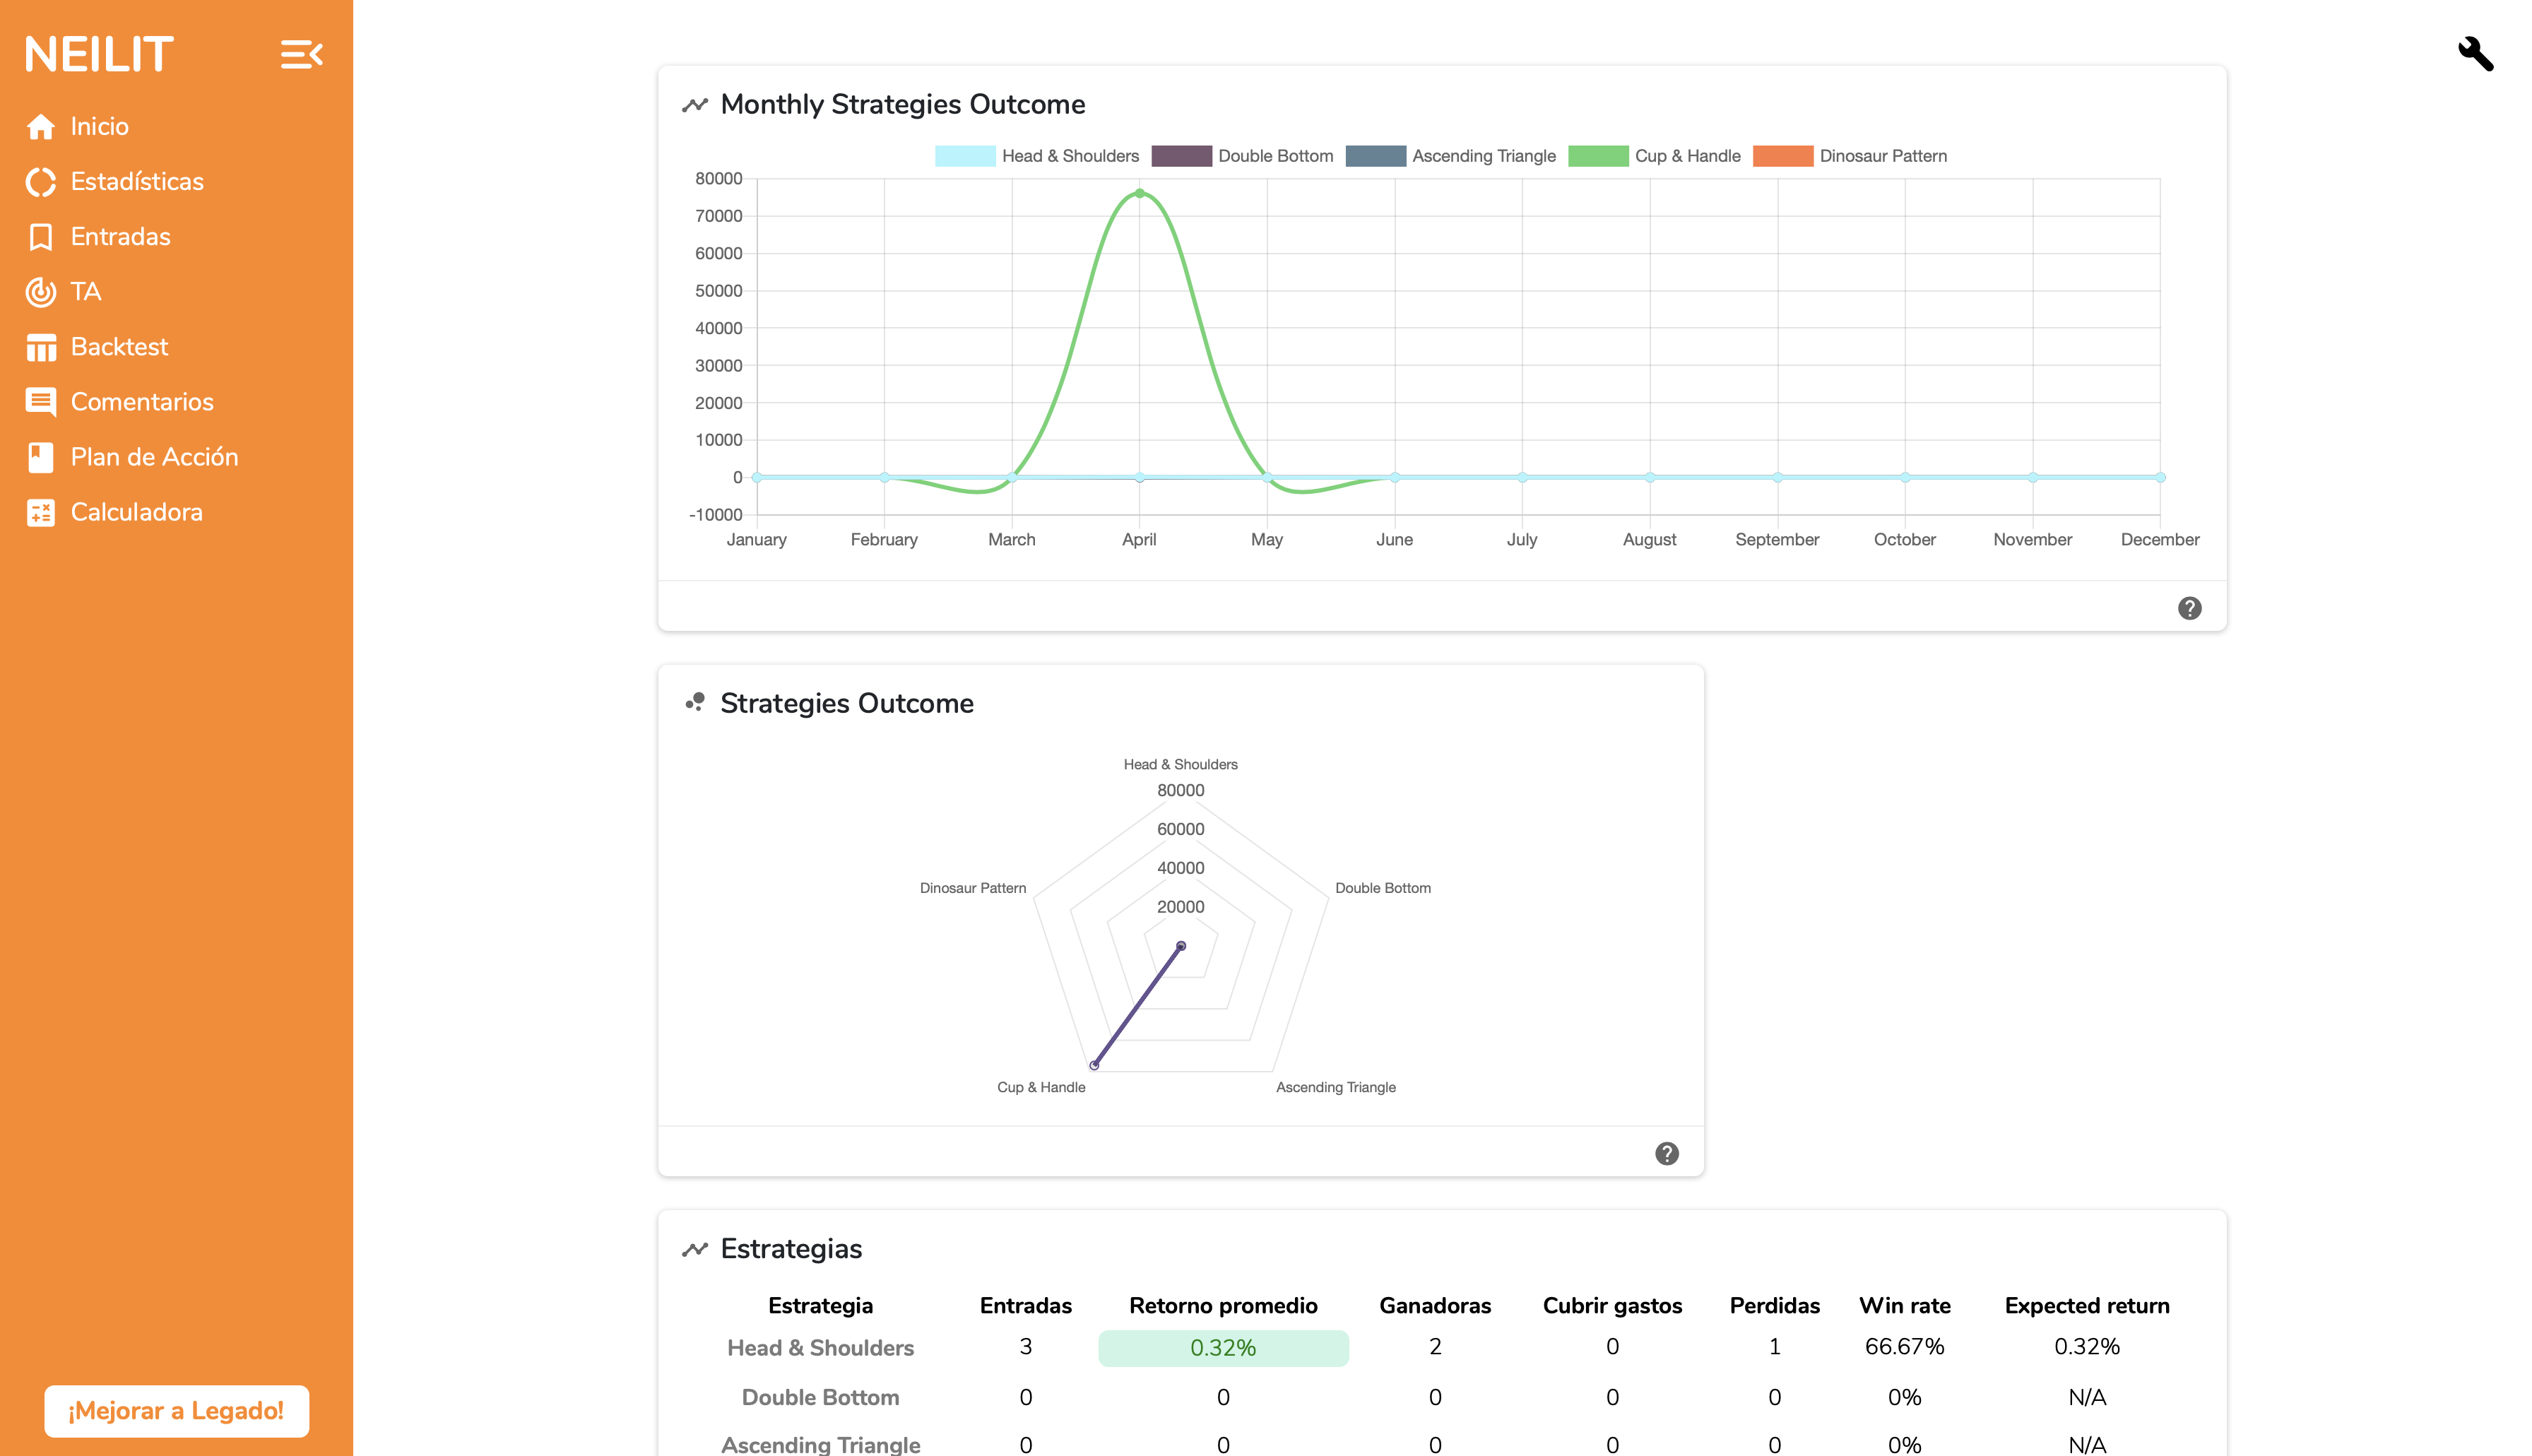 NEILIT
Inicio
Estadísticas
Entradas
TA
Backtest
Comentarios
Plan de Acción
Calculadora
¡Mejorar a Legado!
Monthly Strategies Outcome
Head & Shoulders Double Bottom Ascending Triangle Cup & Handle Dinosaur Pattern
80000
70000
60000
50000
40000
30000
20000
10000
0
-10000
January February March April May June July August September October November December
Strategies Outcome
Head & Shoulders
80000
60000
40000
20000
Dinosaur Pattern Double Bottom
Cup & Handle Ascending Triangle
Estrategias
Estrategia Entradas Retorno promedio Ganadoras Cubrir gastos Perdidas Win rate Expected return
Head & Shoulders 3 0.32% 2 0 1 66.67% 0.32%
Double Bottom 0 0 0 0 0 0% N/A
Ascending Triangle 0 0 0 0 0 0% N/A